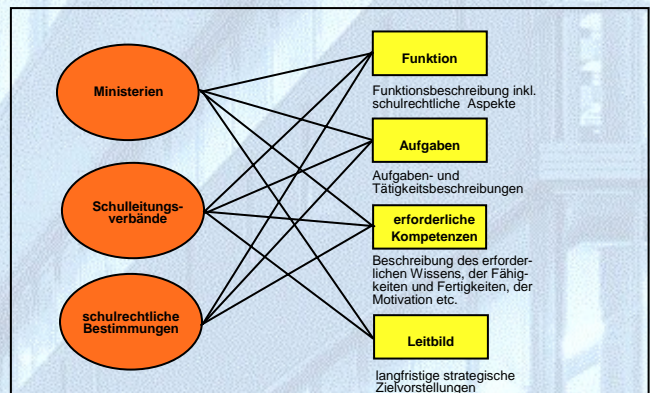 Ministerien
Schulleitungs-
verbände
schulrechtliche
Bestimmungen
Funktion
Funktionsbeschreibung inkl.
schulrechtliche Aspekte
Aufgaben
Aufgaben- und
Tätigkeitsbeschreibungen
erforderliche
Kompetenzen
Beschreibung des erforder-
lichen Wissens, der Fähig-
keiten und Fertigkeiten, der
Motivation etc.
Leitbild
langfristige strategische
Zielvorstellungen